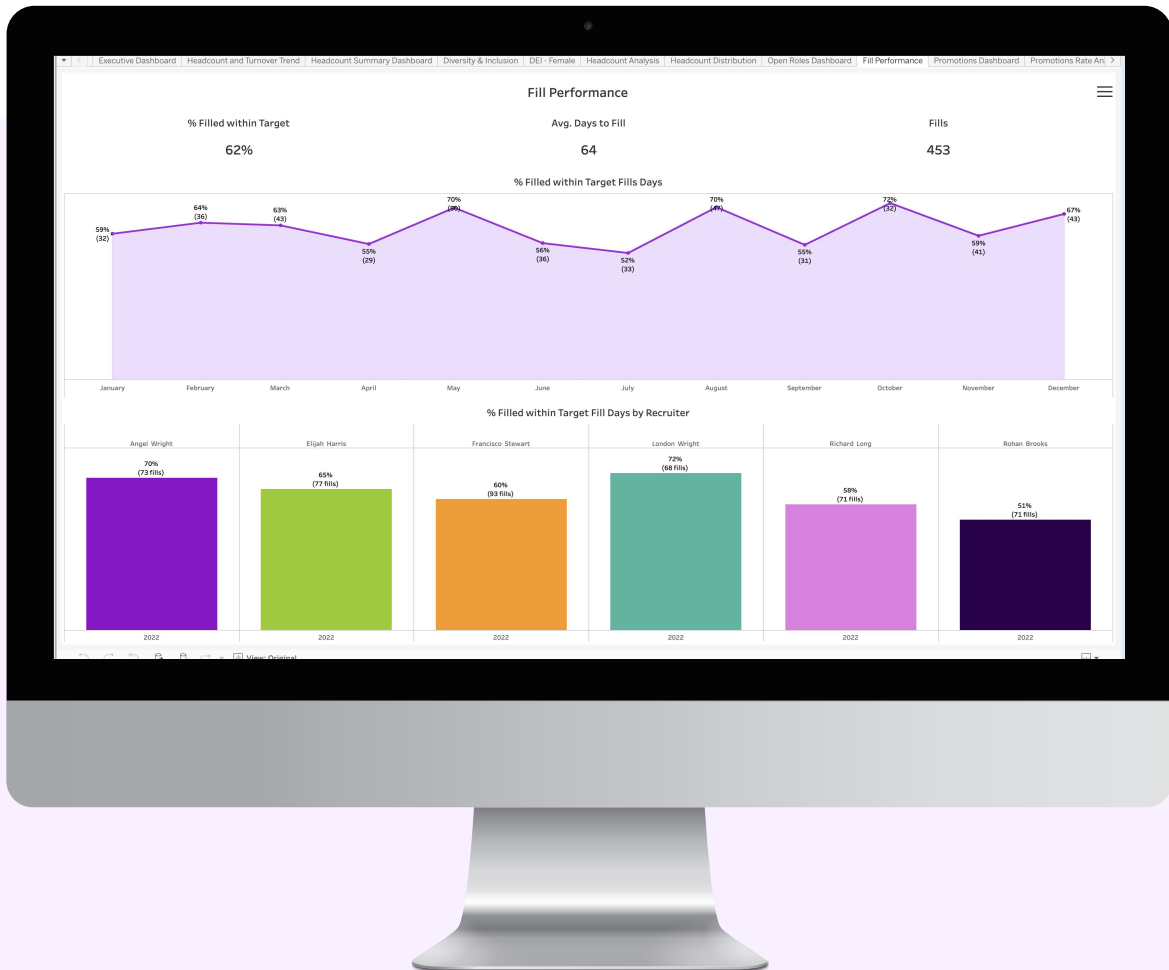 Executive Dashboard Headcount and Turnover Trend Headcount Summary Dashboard Diversity & Inclusion DEI - Female Headcount Analysis Headcount Distribution Open Roles Dashboard Fill Performance Promotions Dashboard Promotions Rate An
Fill Performance
% Filled within Target Avg. Days to Fill Fills
62% 64 453
% Filled within Target Fills Days
59%
(32)
64%
(36)
63%
(43)
55%
(29)
70%
56%
(36)
52%
(33)
70%
(47)
55%
(31)
72%
(32)
59%
(41)
67%
(43)
January February March April May June July August September October November December
% Filled within Target Fill Days by Recruiter
Angel Wright Elijah Harris Francisco Stewart London Wright Richard Long Rohan Brooks
70%
(73 fills)
65%
(77 fills)
60%
(93 fills)
72%
(68 fills)
58%
(71 fills)
51%
(71 fills)
2022 2022 2022 2022 2022 2022
View: Original